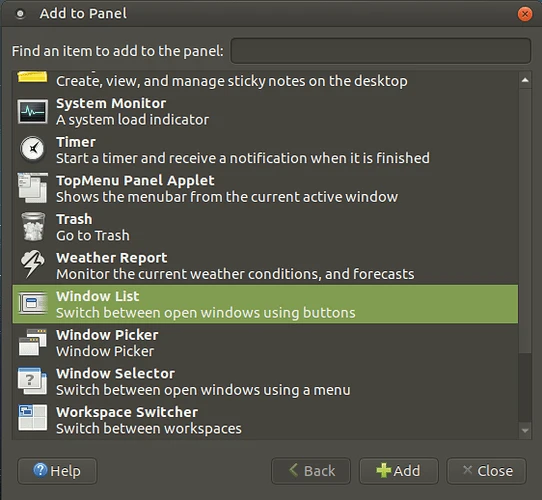 Add to Panel
Find an item to add to the panel:
Create, view, and manage sticky notes on the desktop
System Monitor
A system load indicator
Timer
Start a timer and receive a notification when it is finished
TopMenu Panel Applet
Shows the menubar from the current active window
Trash
Go to Trash
Weather Report
Monitor the current weather conditions, and forecasts
Window List
Switch between open windows using buttons
Window Picker
Window Picker
Window Selector
Switch between open windows using a menu
Workspace Switcher
Switch between workspaces
Help
Back
Add
Close